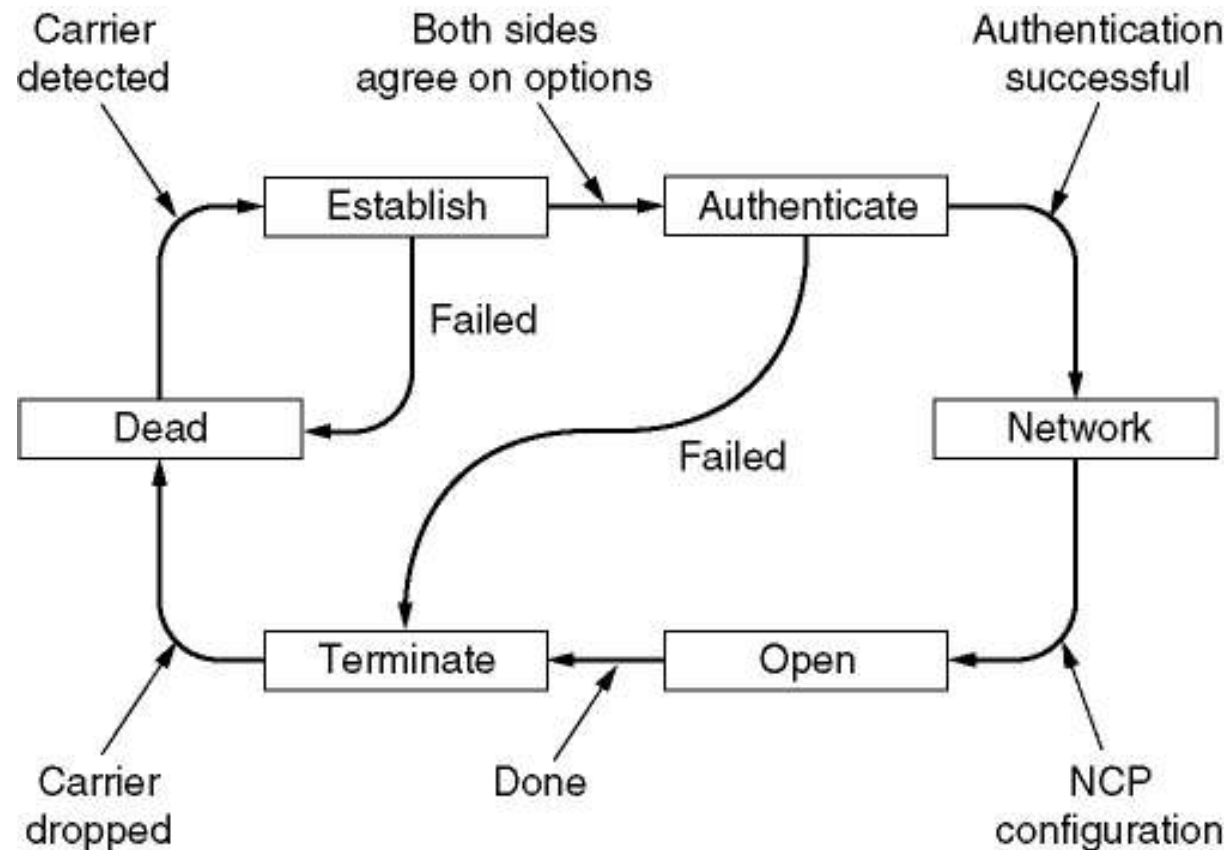 Carrier
detected
Both sides
agree on options
Authentication
successful
Establish
Authenticate
Failed
Dead
Failed
Network
Terminate
Open
Carrier
dropped
Done
NCP
configuration